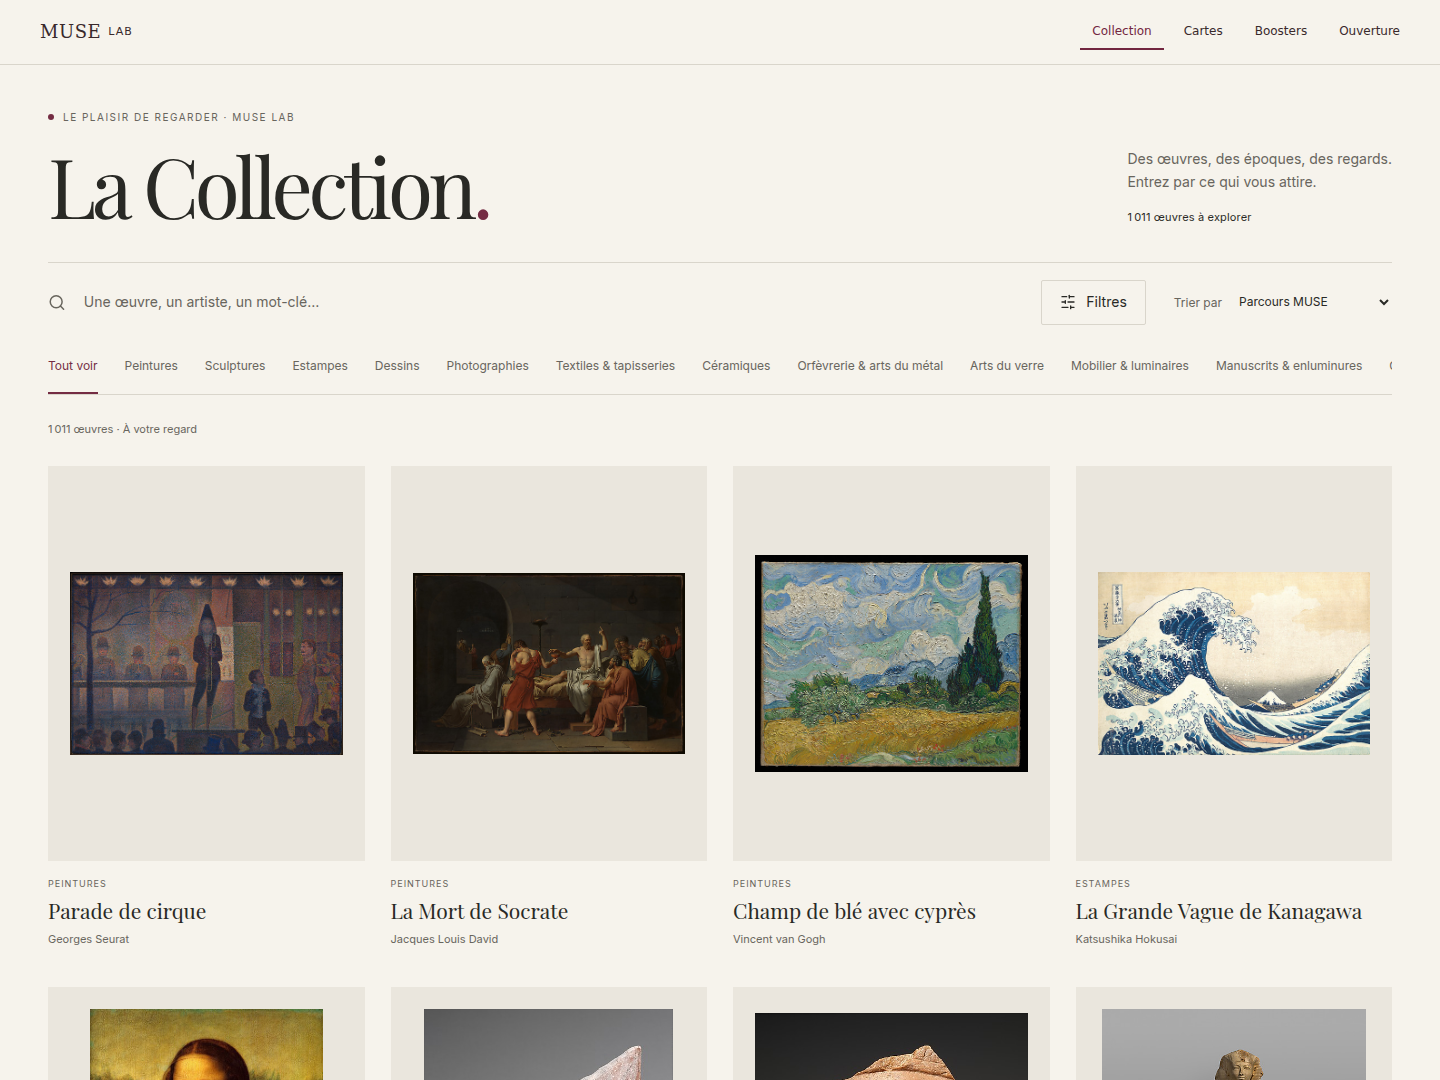 MUSE LAB
Collection Cartes Boosters Ouverture
LE PLAISIR DE REGARDER · MUSE LAB
La Collection.
Des œuvres, des époques, des regards.
Entrez par ce qui vous attire.
1 011 œuvres à explorer
Une œuvre, un artiste, un mot-clé…
Filtres
Trier par Parcours MUSE
Tout voir Peintures Sculptures Estampes Dessins Photographies Textiles & tapisseries Céramiques Orfèvrerie & arts du métal Arts du verre Mobilier & luminaires Manuscrits & enluminures
1 011 œuvres · À votre regard
PEINTURES
Parade de cirque
Georges Seurat
PEINTURES
La Mort de Socrate
Jacques Louis David
PEINTURES
Champ de blé avec cyprès
Vincent van Gogh
ESTAMPES
La Grande Vague de Kanagawa
Katsushika Hokusai